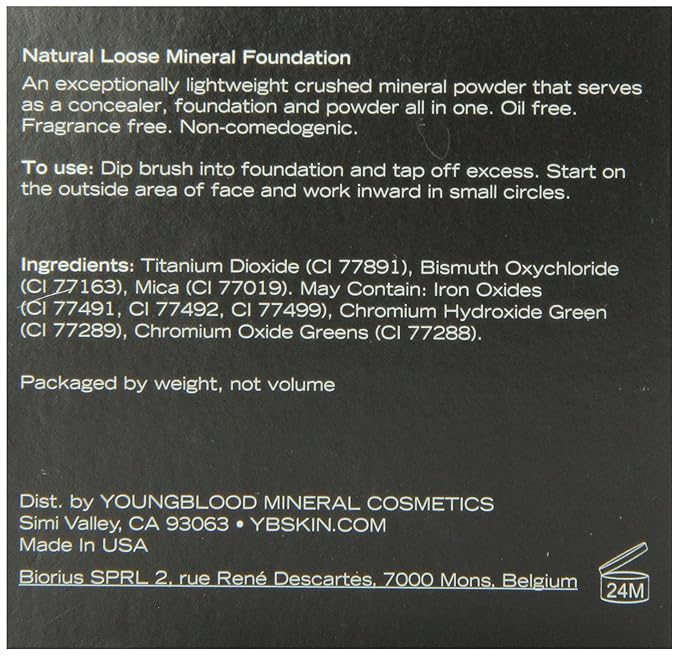 Natural Loose Mineral Foundation
An exceptionally lightweight crushed mineral powder that serves
as a concealer, foundation and powder all in one. Oil free.
Fragrance free. Non-comedogenic.
To use: Dip brush into foundation and tap off excess. Start on
the outside area of face and work inward in small circles.
Ingredients: Titanium Dioxide (CI 77891), Bismuth Oxychloride
(CI 77163), Mica (CI 77019). May Contain: Iron Oxides
(CI 77491, CI 77492, CI 77499), Chromium Hydroxide Green
(CI 77289), Chromium Oxide Greens (CI 77288).
Packaged by weight, not volume
Dist. by YOUNGBLOOD MINERAL COSMETICS
Simi Valley, CA 93063 • YBSKIN.COM
Made In USA
Biorius SPRL 2, rue René Descartes, 7000 Mons, Belgium
24M